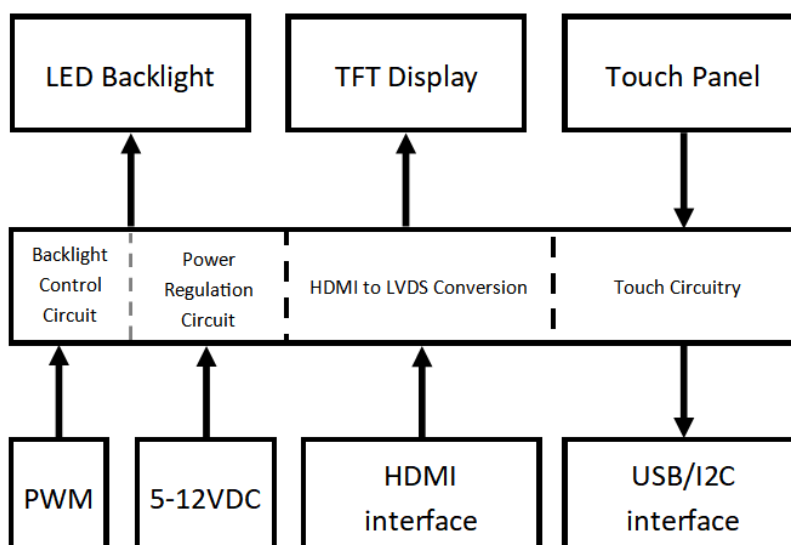 LED Backlight
TFT Display
Touch Panel
Backlight
Control
Circuit
Power
Regulation
Circuit
HDMI to LVDS Conversion
Touch Circuitry
PWM
5-12VDC
HDMI
interface
USB/I2C
interface